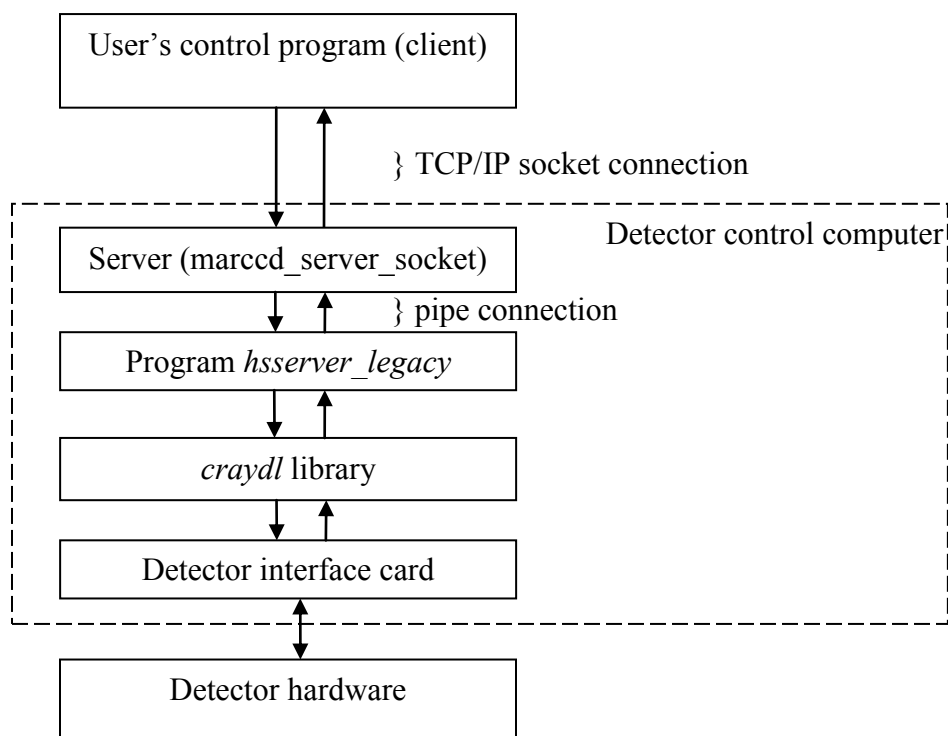 User’s control program (client)
} TCP/IP socket connection
Detector control computer
Server (marccd_server_socket)
} pipe connection
Program hsserver_legacy
craydl library
Detector interface card
Detector hardware